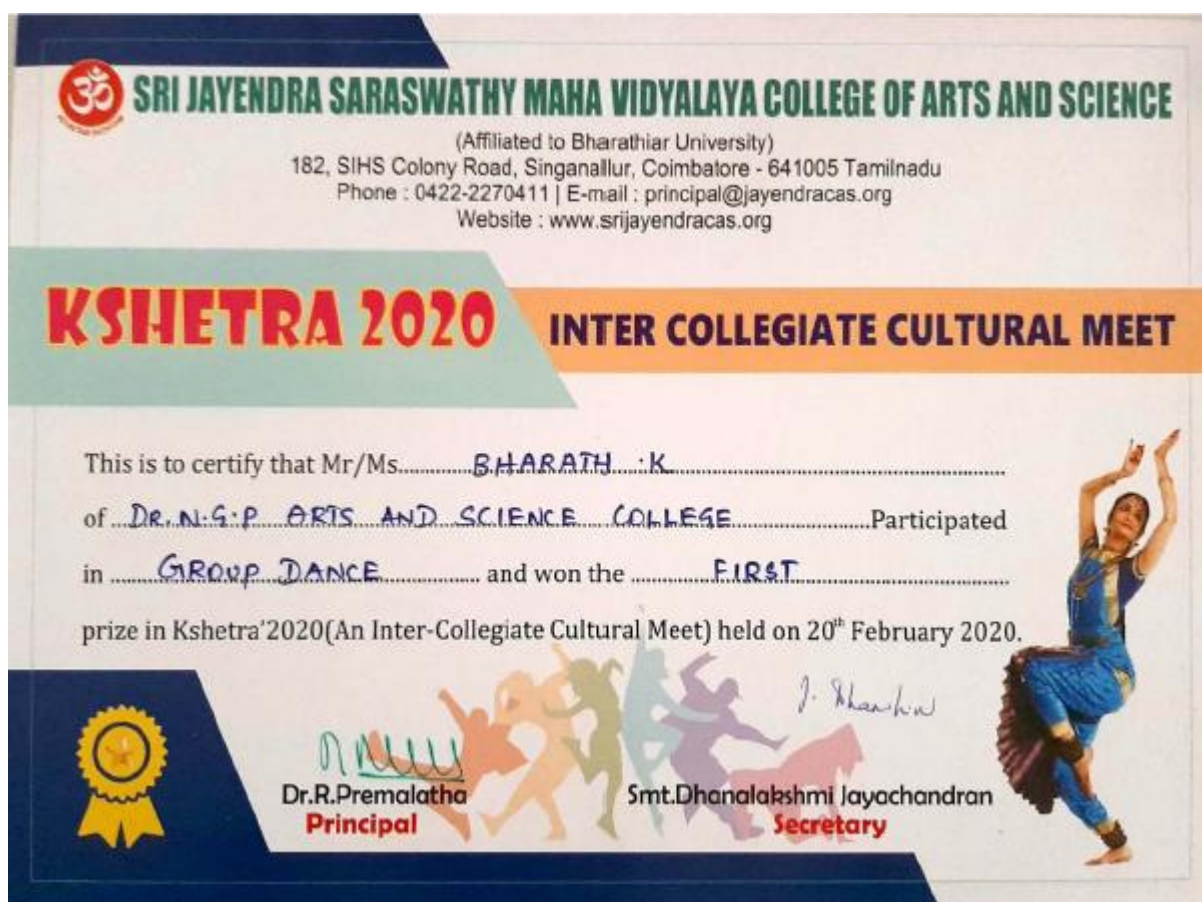 ॐ
SRI JAYENDRA SARASWATHY MAHA VIDYALAYA COLLEGE OF ARTS AND SCIENCE
(Affiliated to Bharathiar University)
182, SIHS Colony Road, Singanallur, Coimbatore - 641005 Tamilnadu
Phone : 0422-2270411 | E-mail : principal@jayendracas.org
Website : www.srijayendracas.org
KSHETRA 2020 INTER COLLEGIATE CULTURAL MEET
This is to certify that Mr/Ms. BHARATH .K
of DR. N.G.P ARTS AND SCIENCE COLLEGE Participated
in GROUP DANCE and won the FIRST
prize in Kshetra'2020(An Inter-Collegiate Cultural Meet) held on 20th February 2020.
Dr.R.Premalatha Smt.Dhanalakshmi Jayachandran
Principal Secretary